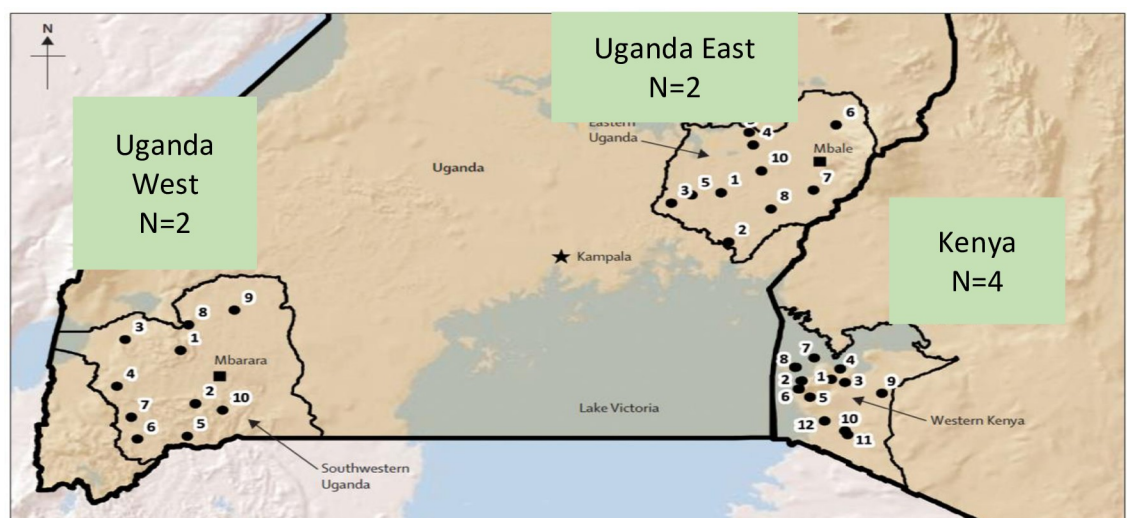 N
Uganda East
N=2
Uganda
West
N=2
Kenya
N=4
Eastern
Uganda
Mbale
6
4
10
7
5
1
3
8
2
Uganda
Kampala
9
8
3
1
Mbarara
4
2
10
7
6
5
Southwestern
Uganda
Lake Victoria
7
4
8
1
3
9
2
6
5
12
10
11
Western Kenya